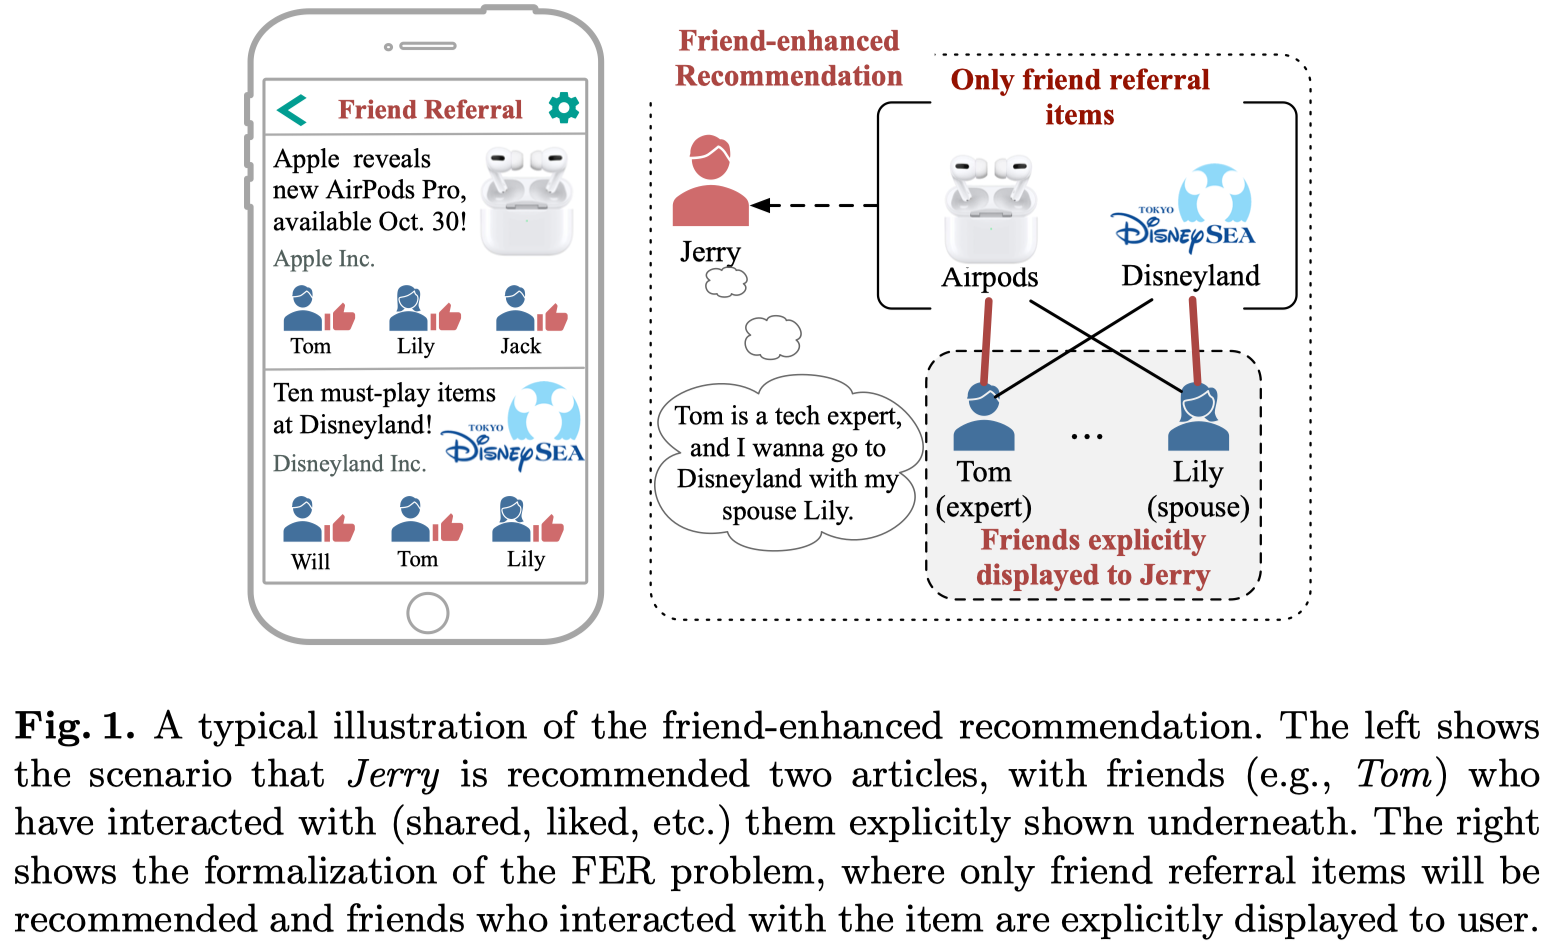 Friend Referral
Apple reveals
new AirPods Pro,
available Oct. 30!
Apple Inc.
Tom
Lily
Jack
Ten must-play items
at Disneyland!
TOKYO
DISNEYSEA
Disneyland Inc.
Will
Tom
Lily
Friend-enhanced
Recommendation
Only friend referral
items
Jerry
TOKYO
DISNEYSEA
Airpods
Disneyland
Tom is a tech expert,
and I wanna go to
Disneyland with my
spouse Lily.
...
Tom
(expert)
Lily
(spouse)
Friends explicitly
displayed to Jerry
Fig. 1. A typical illustration of the friend-enhanced recommendation. The left shows
the scenario that Jerry is recommended two articles, with friends (e.g., Tom) who
have interacted with (shared, liked, etc.) them explicitly shown underneath. The right
shows the formalization of the FER problem, where only friend referral items will be
recommended and friends who interacted with the item are explicitly displayed to user.